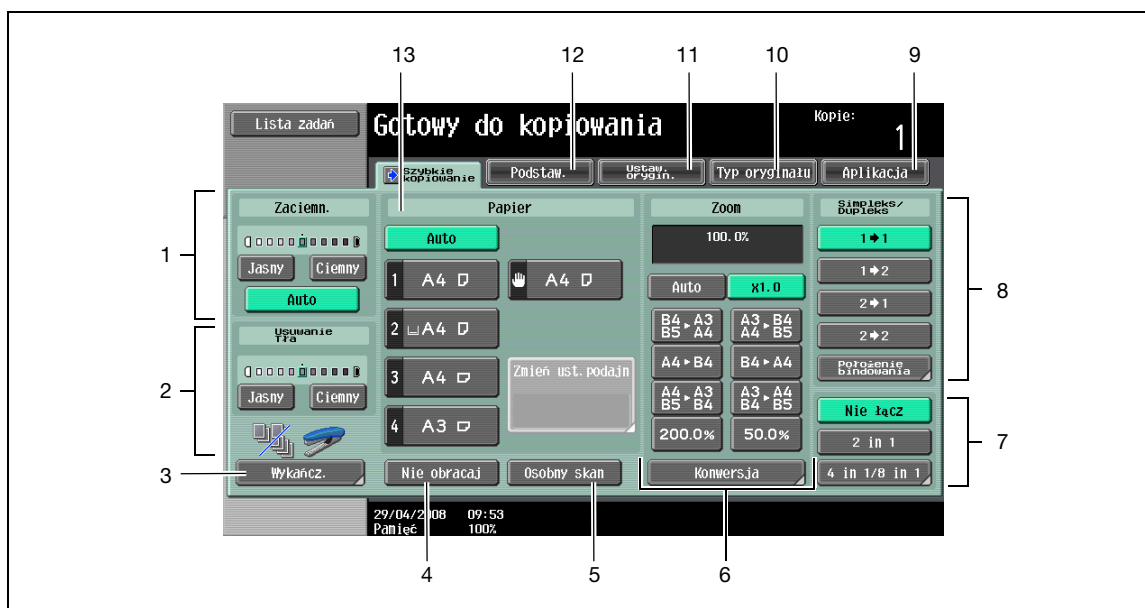 13
12
11
10
9
Lista zadań
Gotowy do kopiowania
Kopie:
1
Szybkie
kopiowanie
Podstaw.
Ustaw.
orygin.
Typ oryginału
Aplikacja
1
Zaciemn.
Jasny
Ciemny
Auto
2
Usuwanie
Tła
Jasny
Ciemny
3
Wykańcz.
Papier
Auto
1 A4
A4
2 A4
3 A4
Zmień ust.podajn
4 A3
Nie obracaj
Osobny skan
Zoom
100.0%
Auto
x1.0
B4 A3
B5 A4
A3 B4
A4 B5
A4 B4
B4 A4
A4 A3
B5 B4
A3 A4
B4 B5
200.0%
50.0%
Konwersja
Simpleks/
Dupleks
1 1
1 2
2 1
2 2
Położenie
bindowania
8
Nie łącz
2 in 1
4 in 1/8 in 1
7
29/04/2008 09:53
Pamięć 100%
4
5
6